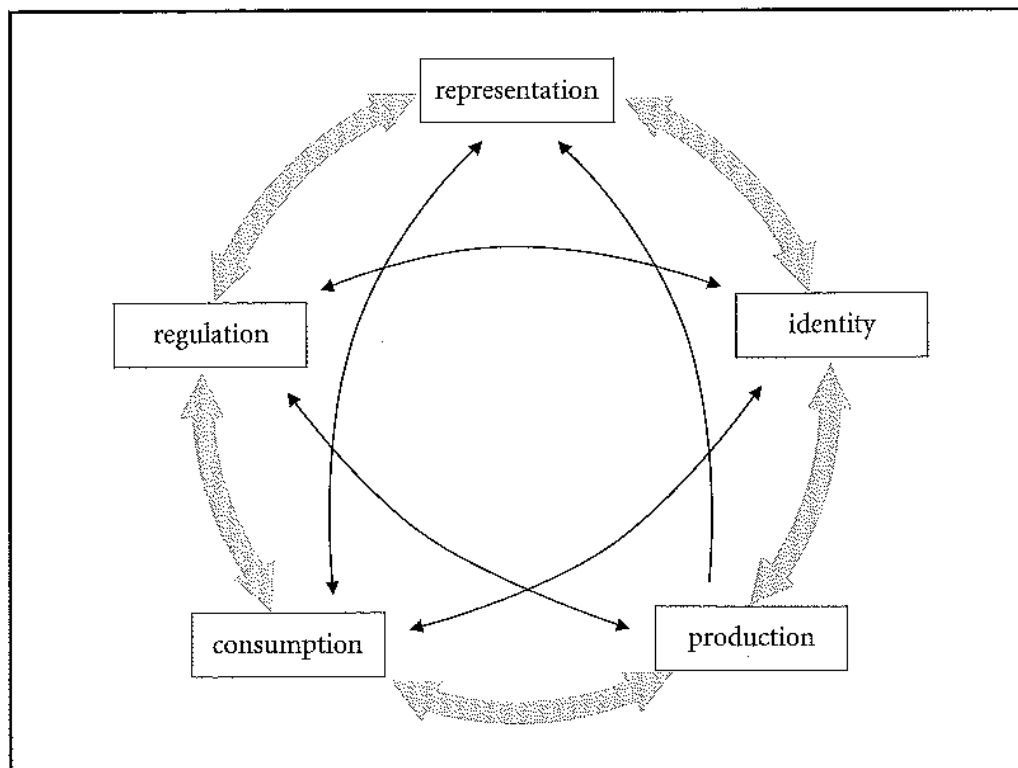 representation
regulation
identity
consumption
production